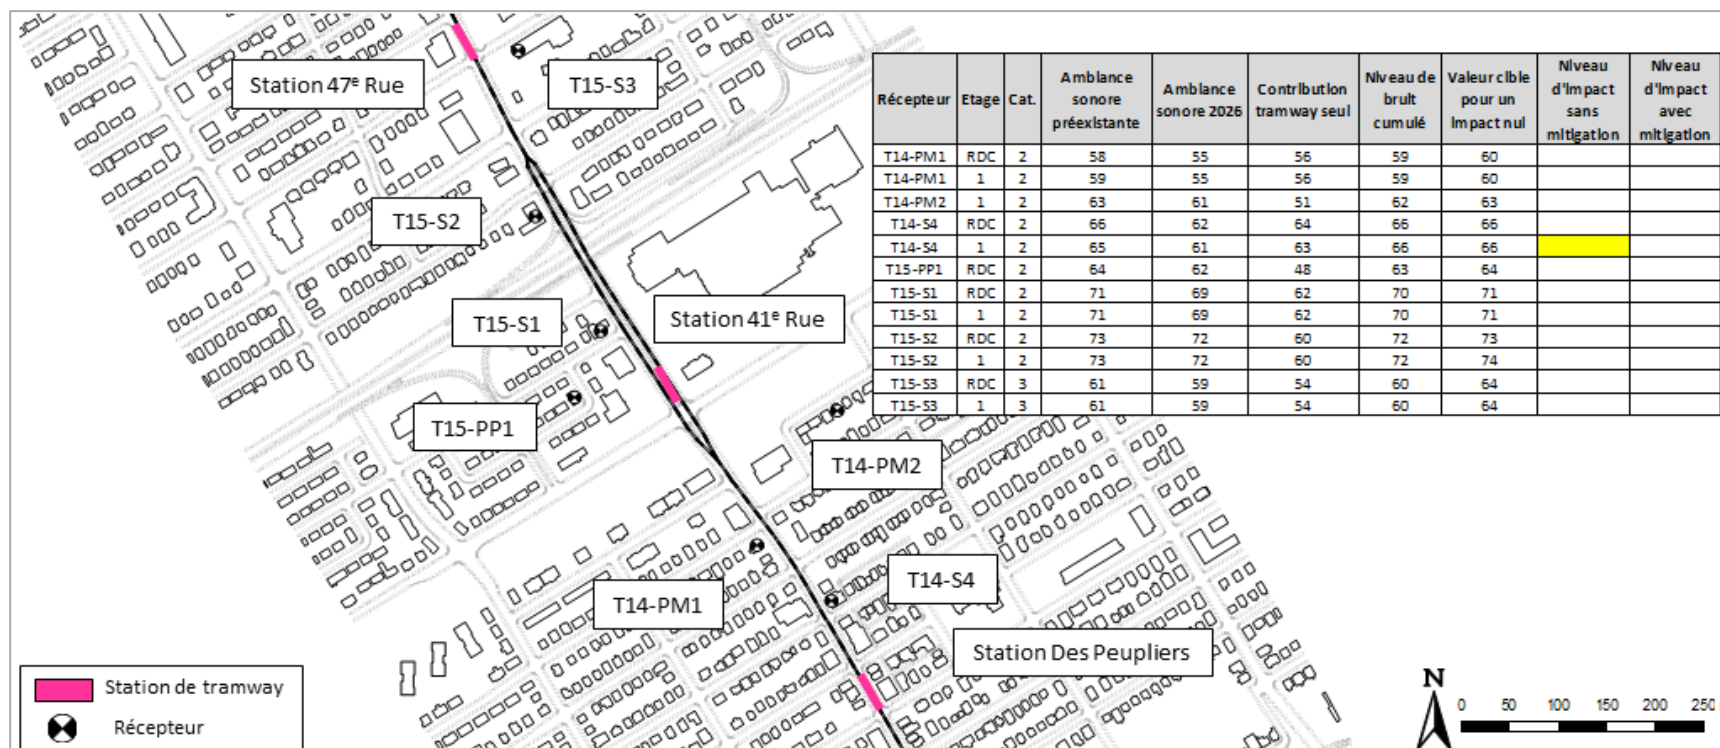 Station 47e Rue
T15-S3
T15-S2
T15-S1
Station 41e Rue
T15-PP1
T14-PM2
T14-S4
T14-PM1
Station Des Peupliers
Station de tramway
Récepteur
N
0 50 100 150 200 250
Récepteur Etage Cat. Ambiance sonore préexistante Ambiance sonore 2026 Contribution tramway seul Niveau de bruit cumulé Valeur cible pour un impact nul Niveau d'impact sans mitigation Niveau d'impact avec mitigation
T14-PM1 RDC 2 58 55 56 59 60
T14-PM1 1 2 59 55 56 59 60
T14-PM2 1 2 63 61 51 62 63
T14-S4 RDC 2 66 62 64 66 66
T14-S4 1 2 65 61 63 66 66
T15-PP1 RDC 2 64 62 48 63 64
T15-S1 RDC 2 71 69 62 70 71
T15-S1 1 2 71 69 62 70 71
T15-S2 RDC 2 73 72 60 72 73
T15-S2 1 2 73 72 60 72 74
T15-S3 RDC 3 61 59 54 60 64
T15-S3 1 3 61 59 54 60 64